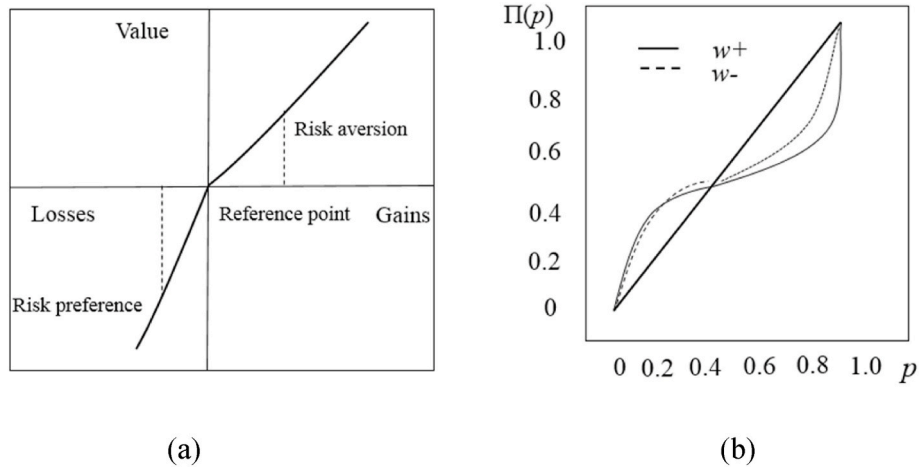 Value
Risk aversion
Losses
Reference point
Gains
Risk preference
(a)
Π(p)
1.0
0.8
0.6
0.4
0.2
0
w+
w-
0 0.2 0.4 0.6 0.8 1.0 p
(b)